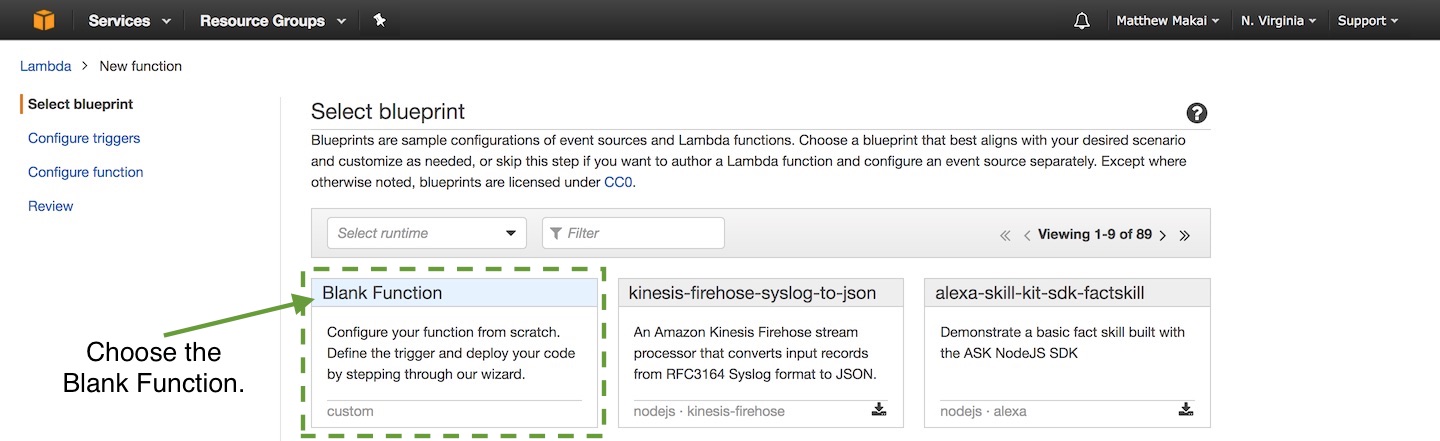 Services
Resource Groups
Matthew Makai
N. Virginia
Support
Lambda > New function
Select blueprint
Configure triggers
Configure function
Review
Select blueprint
?
Blueprints are sample configurations of event sources and Lambda functions. Choose a blueprint that best aligns with your desired scenario
and customize as needed, or skip this step if you want to author a Lambda function and configure an event source separately. Except where
otherwise noted, blueprints are licensed under CC0.
Select runtime
Filter
« < Viewing 1-9 of 89 > »
Choose the
Blank Function.
Blank Function
Configure your function from scratch.
Define the trigger and deploy your code
by stepping through our wizard.
custom
kinesis-firehose-syslog-to-json
An Amazon Kinesis Firehose stream
processor that converts input records
from RFC3164 Syslog format to JSON.
nodejs · kinesis-firehose
alexa-skill-kit-sdk-factskill
Demonstrate a basic fact skill built with
the ASK NodeJS SDK
nodejs · alexa